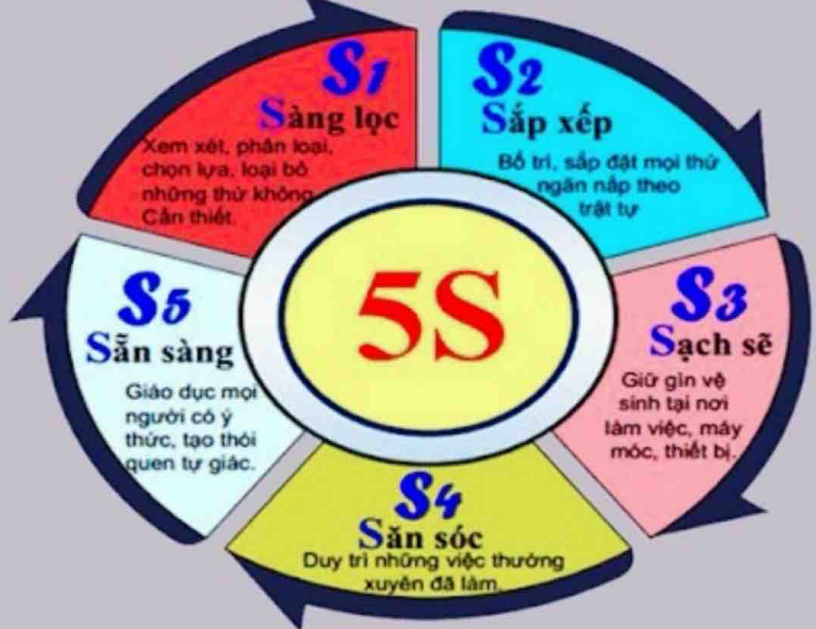 S1
Sàng lọc
Xem xét, phân loại,
chọn lựa, loại bỏ
những thứ không
Cần thiết.
S2
Sắp xếp
Bố trí, sắp đặt mọi thứ
ngăn nắp theo
trật tự
S3
Sạch sẽ
Giữ gìn vệ
sinh tại nơi
làm việc, máy
móc, thiết bị.
S4
Săn sóc
Duy trì những việc thường
xuyên đã làm.
S5
Sẵn sàng
Giáo dục mọi
người có ý
thức, tạo thói
quen tự giác.
5S